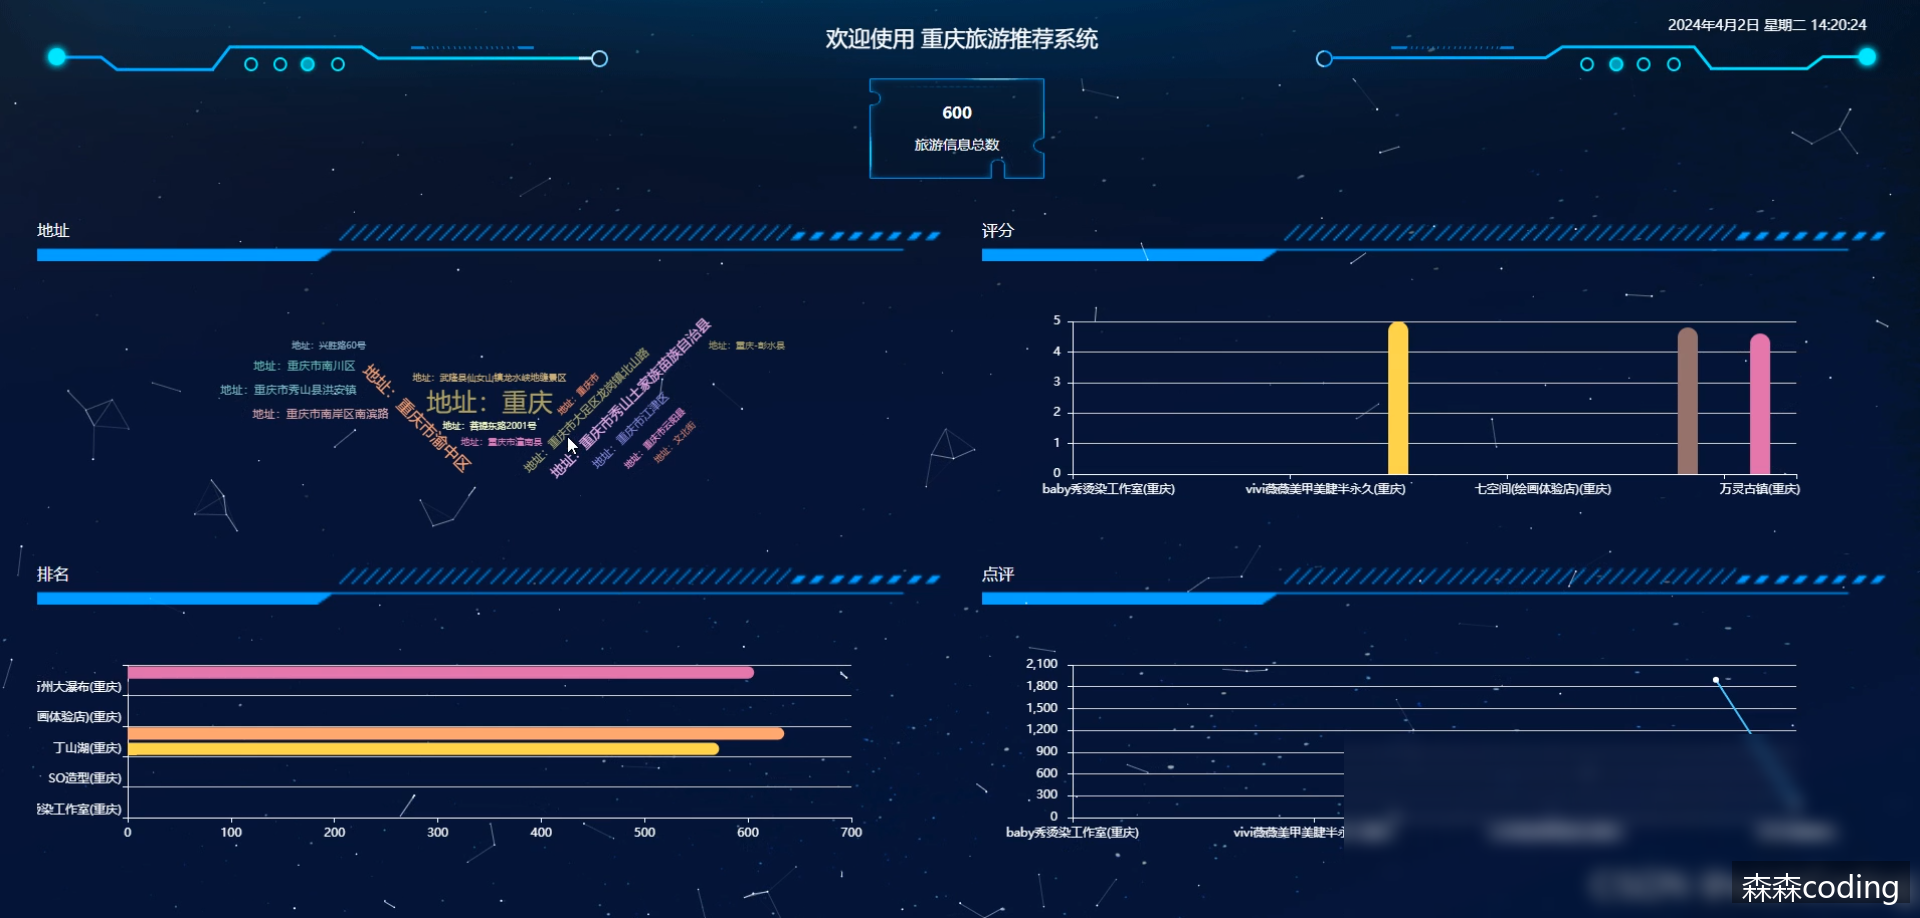 欢迎使用 重庆旅游推荐系统
2024年4月2日 星期二 14:20:24
600
旅游信息总数
地址
地址：兴胜路60号
地址：重庆市南川区
地址：重庆市秀山县洪安镇
地址：重庆市南岸区南滨路
地址：重庆市渝中区
地址：武隆县仙女山镇龙水峡地缝景区
地址：重庆
地址：菩提东路2001号
地址：重庆市潼南县
地址：重庆市
地址：重庆市大足区龙岗镇北山路
地址：重庆市秀山土家族苗族自治县
地址：重庆市江津区
地址：重庆市云阳县
地址：文化街
地址：重庆-彭水县
评分
5
4
3
2
1
0
baby秀烫染工作室(重庆)
vivi薇薇美甲美睫半永久(重庆)
七空间(绘画体验店)(重庆)
万灵古镇(重庆)
排名
州大瀑布(重庆)
画体验店)(重庆)
丁山湖(重庆)
SO造型(重庆)
染工作室(重庆)
0 100 200 300 400 500 600 700
点评
2,100
1,800
1,500
1,200
900
600
300
0
baby秀烫染工作室(重庆)
vivi薇薇美甲美睫半
森森coding